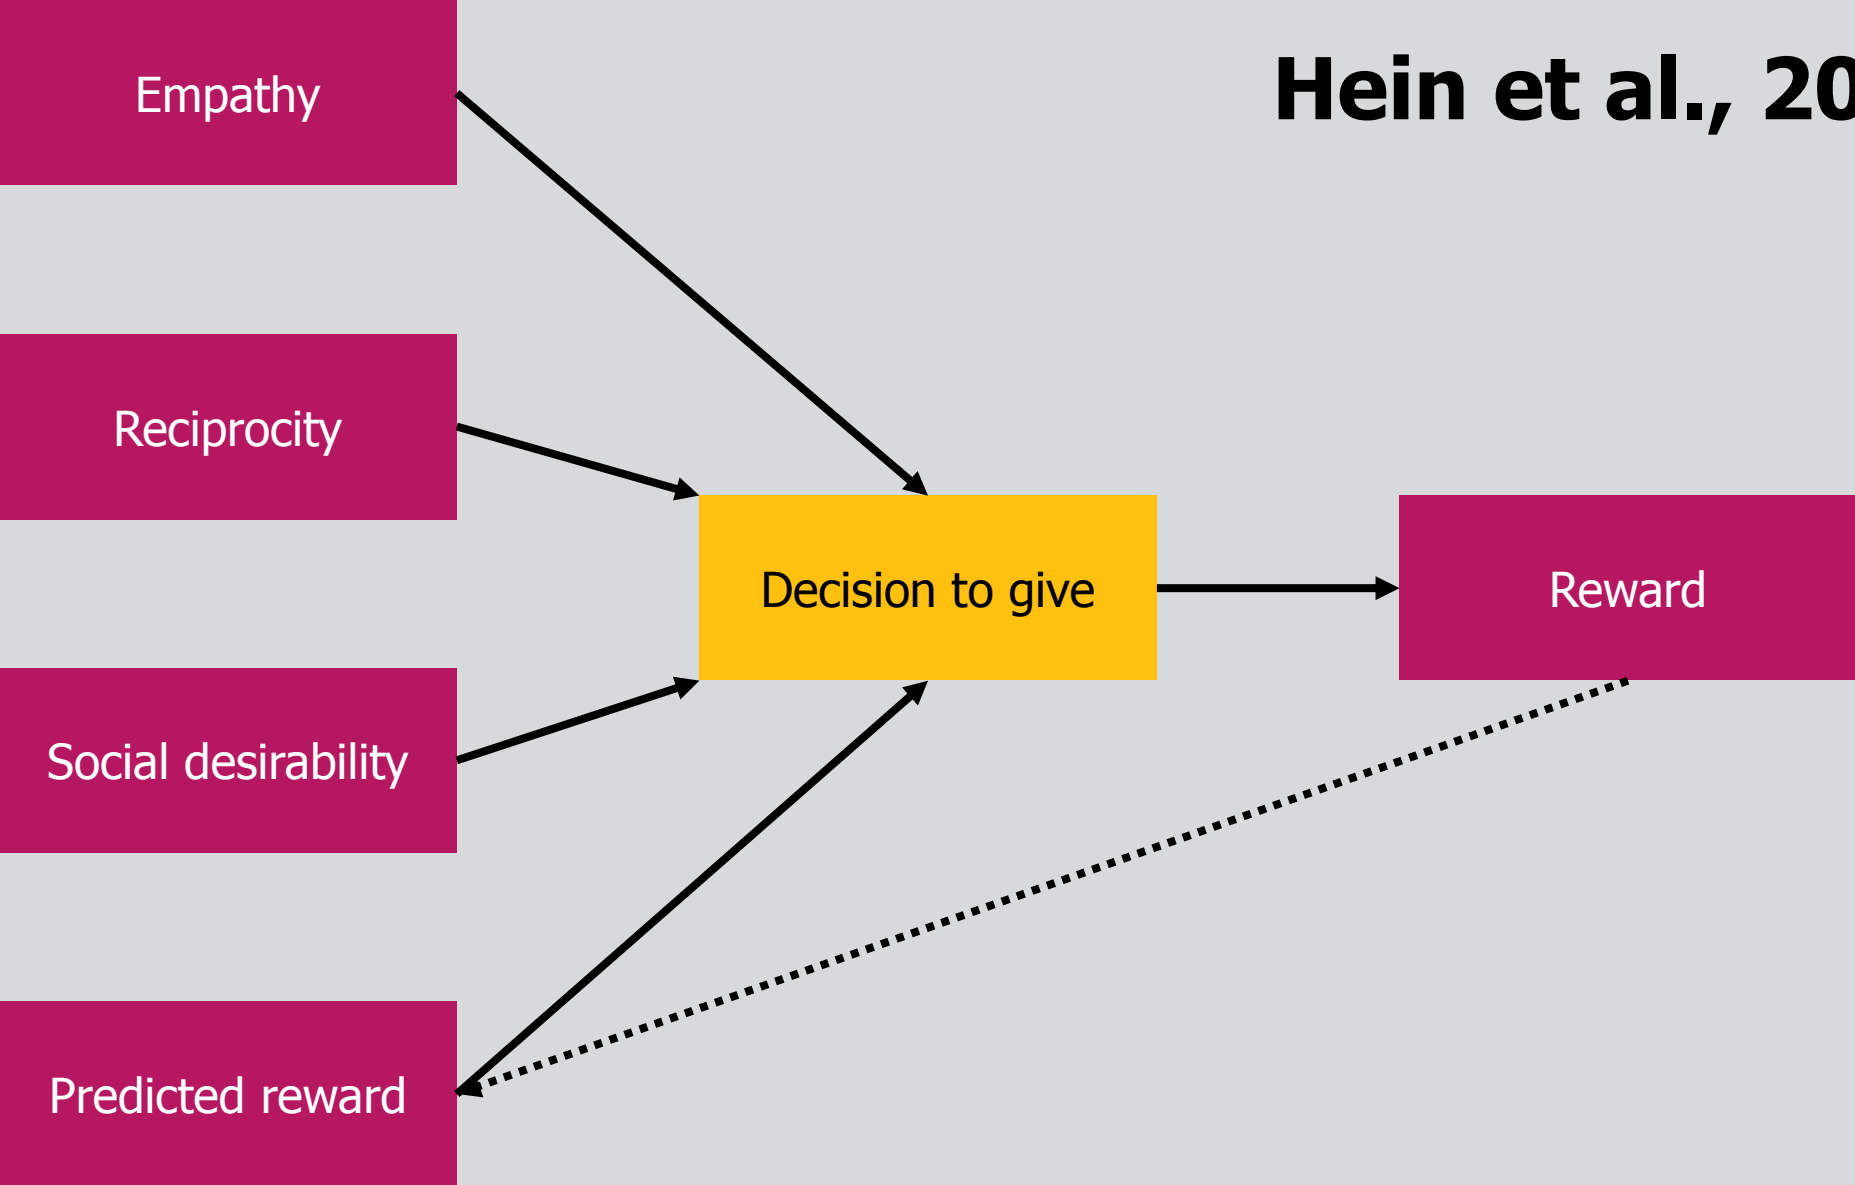 Empathy
Hein et al., 20
Reciprocity
Decision to give
Reward
Social desirability
Predicted reward